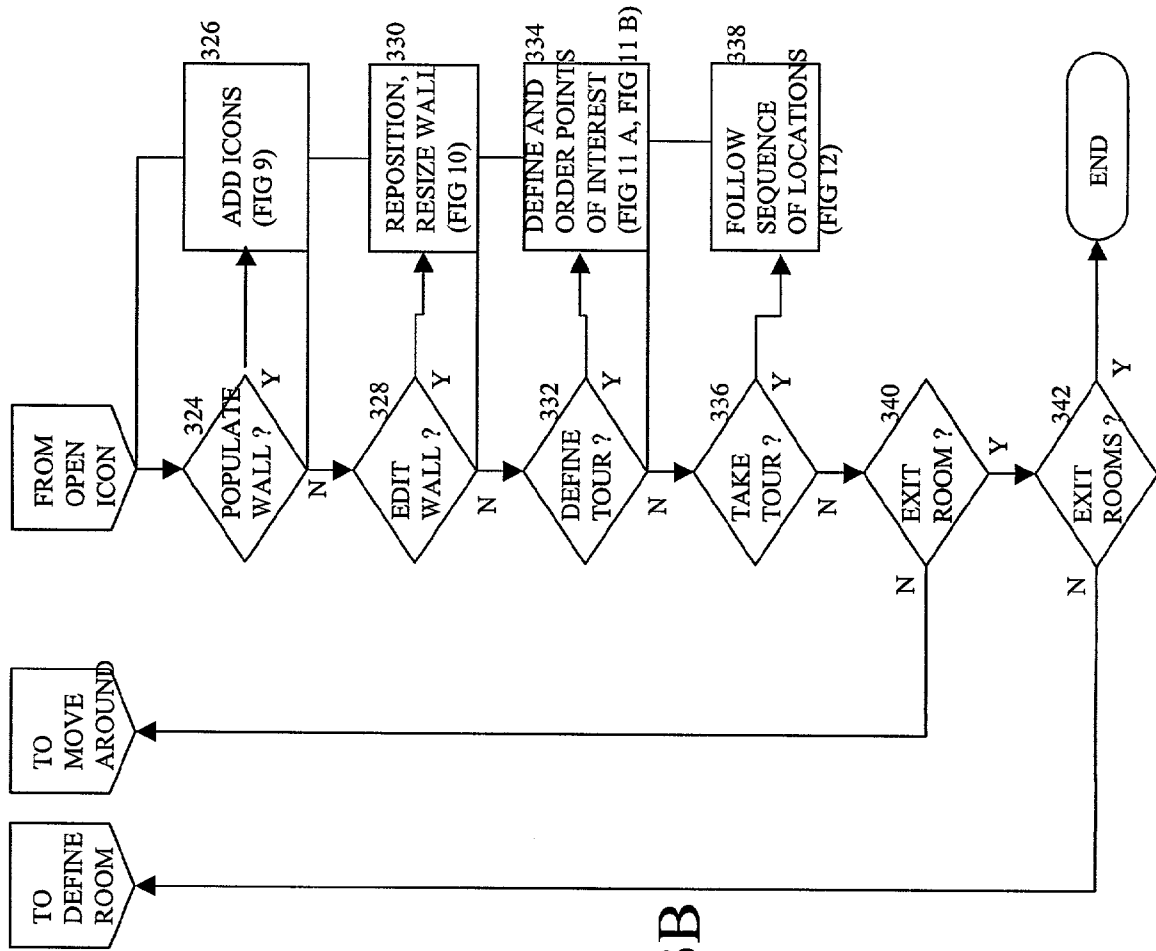 FROM
OPEN
ICON
324
POPULATE
WALL ?
Y
N
326
ADD ICONS
(FIG 9)
328
EDIT
WALL ?
Y
N
330
REPOSITION,
RESIZE WALL
(FIG 10)
332
DEFINE
TOUR ?
Y
N
334
DEFINE AND
ORDER POINTS
OF INTEREST
(FIG 11 A, FIG 11 B)
336
TAKE
TOUR ?
Y
N
338
FOLLOW
SEQUENCE
OF LOCATIONS
(FIG 12)
340
EXIT
ROOM ?
N
Y
342
EXIT
ROOMS ?
N
Y
END
TO
MOVE
AROUND
TO
DEFINE
ROOM